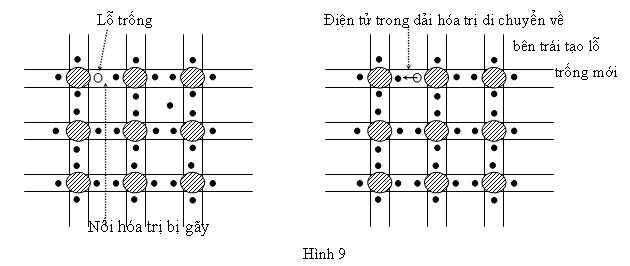 Lỗ trống
Nối hóa trị bị gãy
Điện tử trong dải hóa trị di chuyển về
bên trái tạo lỗ
trống mới
Hình 9